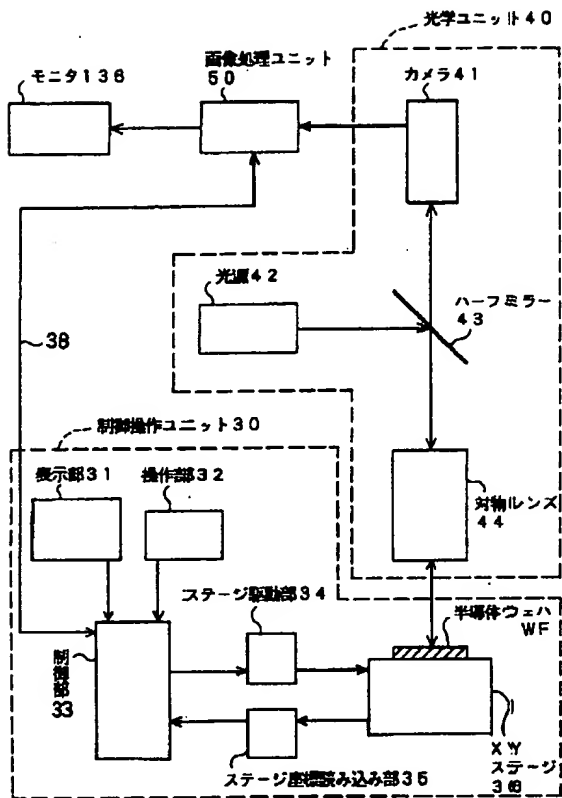 光学ユニット40
画像処理ユニット
50
カメラ41
モニタ136
光源42
ハーフミラー
43
38
制御操作ユニット30
表示部31
操作部32
対物レンズ
44
ステージ駆動部34
半導体ウェハ
WF
制御部
33
ステージ座標読み込み部35
XY
ステージ
36